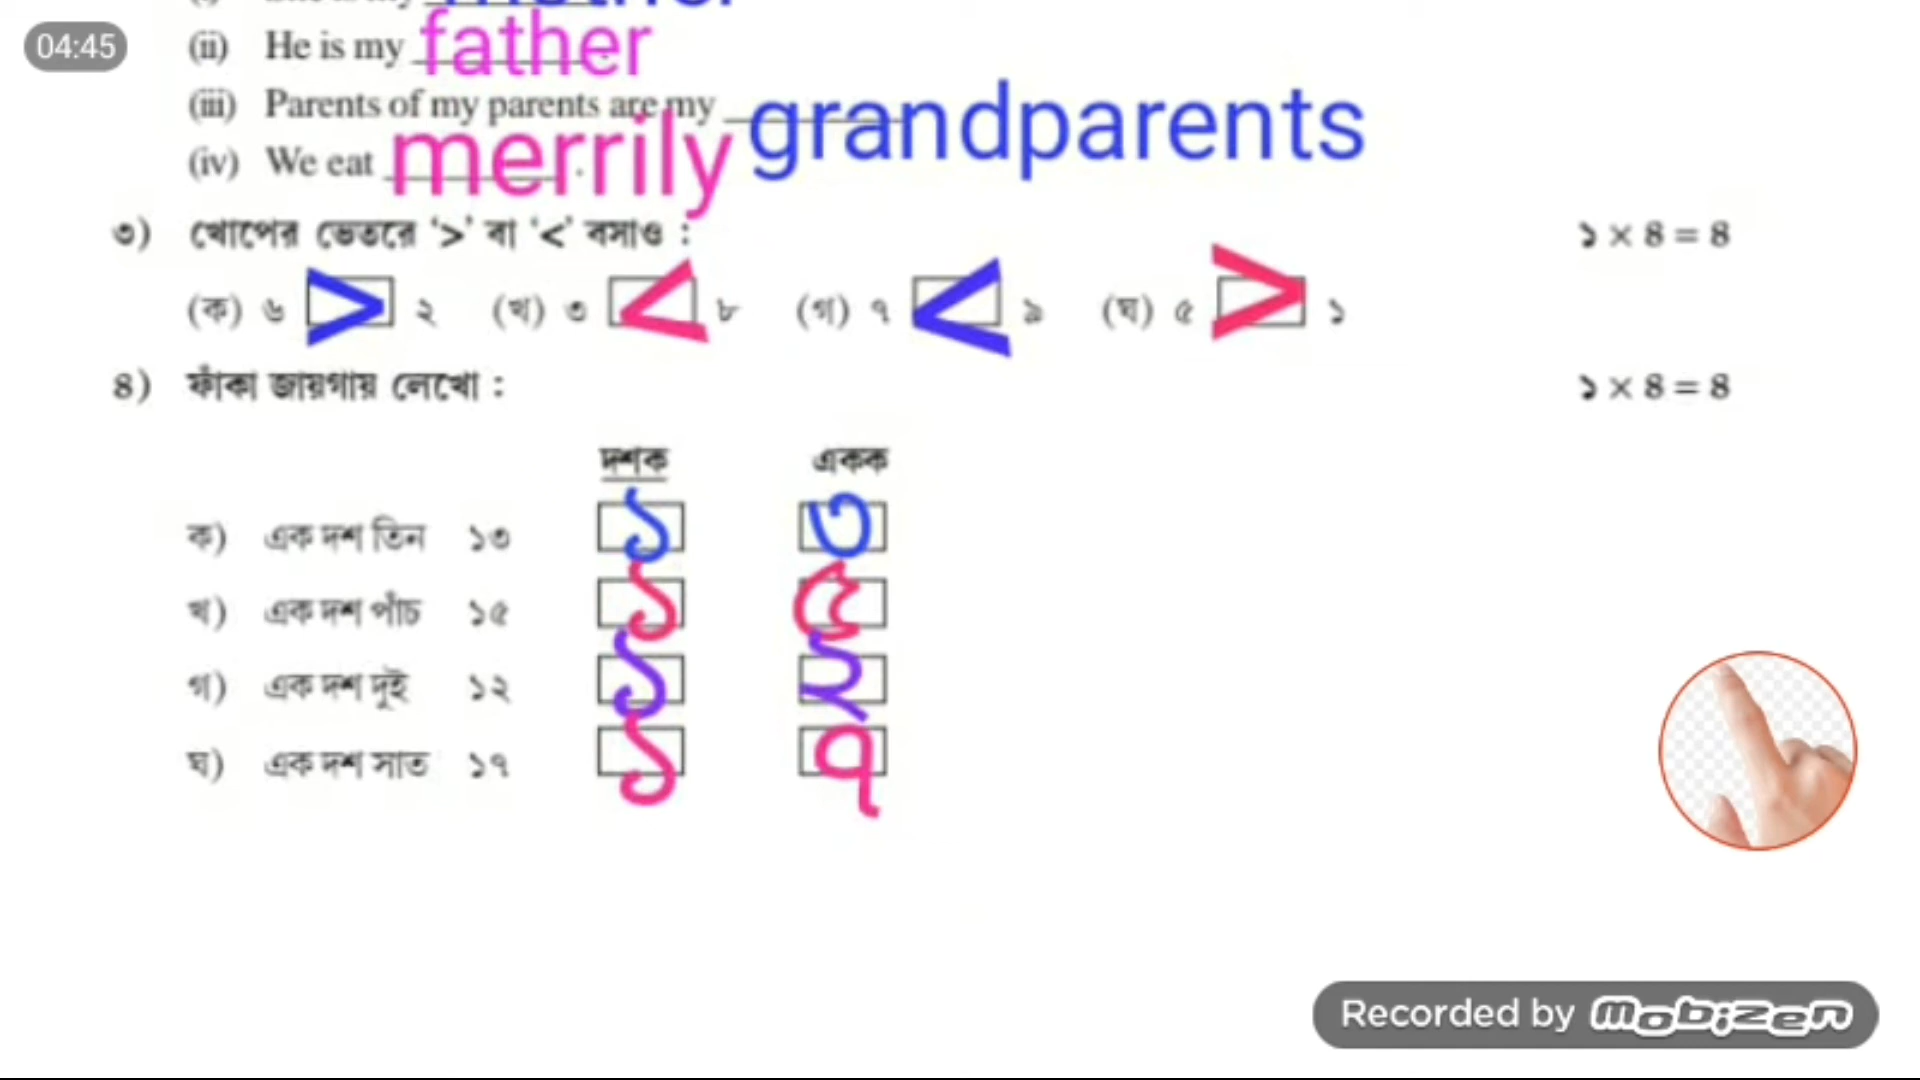 04:45
mother
(ii) He is my father
(iii) Parents of my parents are my grandparents
(iv) We eat merrily .
৩) খোপের ভেতরে ‘>’ বা ‘<’ বসাও : ১ × ৪ = ৪
(ক) ৬ > ২ (খ) ৩ < ৮ (গ) ৭ < ৯ (ঘ) ৫ > ১
৪) ফাঁকা জায়গায় লেখো : ১ × ৪ = ৪
দশক একক
ক) এক দশ তিন ১৩ ১ ৩
খ) এক দশ পাঁচ ১৫ ১ ৫
গ) এক দশ দুই ১২ ১ ২
ঘ) এক দশ সাত ১৭ ১ ৭
Recorded by Mobizen